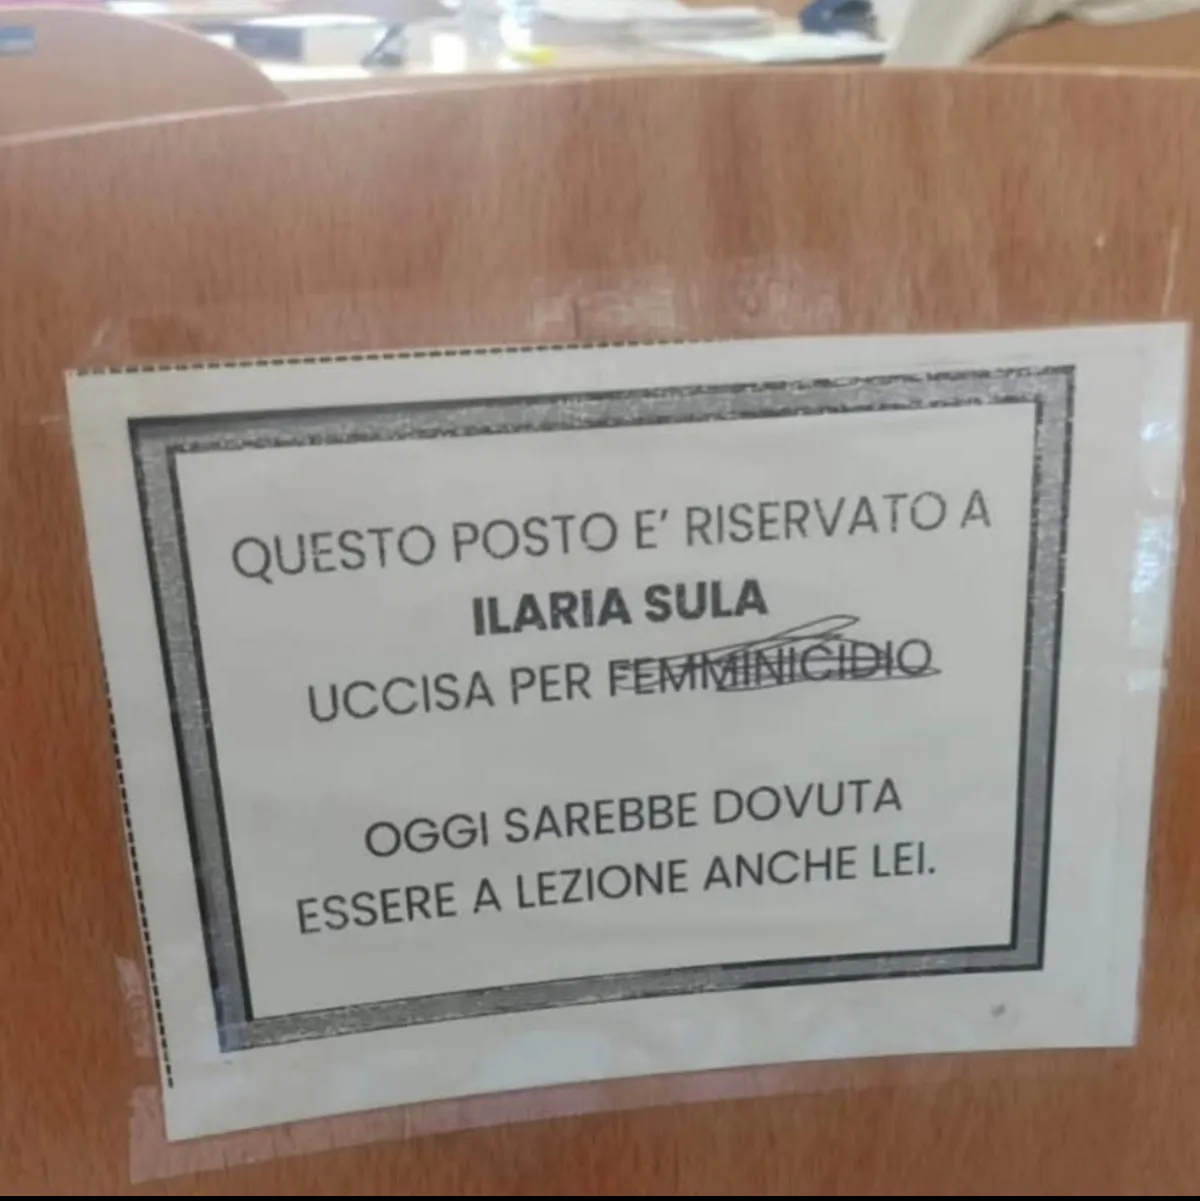 QUESTO POSTO E' RISERVATO A
ILARIA SULA
UCCISA PER FEMMINICIDIO
OGGI SAREBBE DOVUTA
ESSERE A LEZIONE ANCHE LEI.